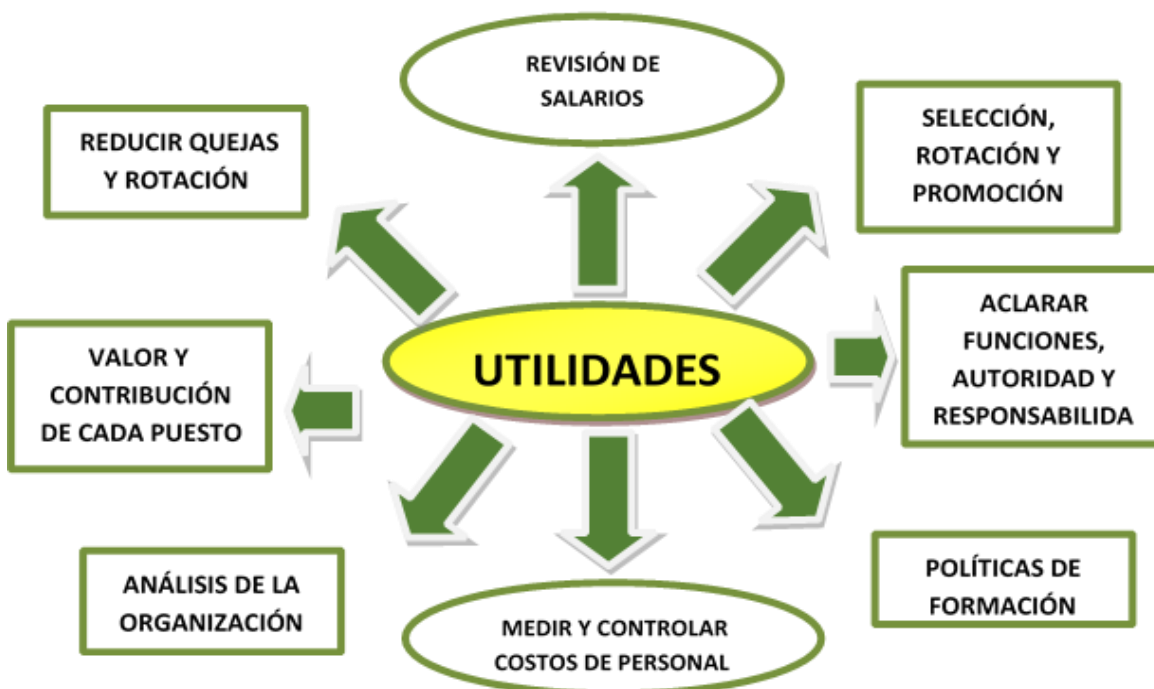 REVISIÓN DE
SALARIOS
SELECCIÓN,
ROTACIÓN Y
PROMOCIÓN
REDUCIR QUEJAS
Y ROTACIÓN
ACLARAR
FUNCIONES,
AUTORIDAD Y
RESPONSABILIDA
UTILIDADES
VALOR Y
CONTRIBUCIÓN
DE CADA PUESTO
POLÍTICAS DE
FORMACIÓN
ANÁLISIS DE LA
ORGANIZACIÓN
MEDIR Y CONTROLAR
COSTOS DE PERSONAL